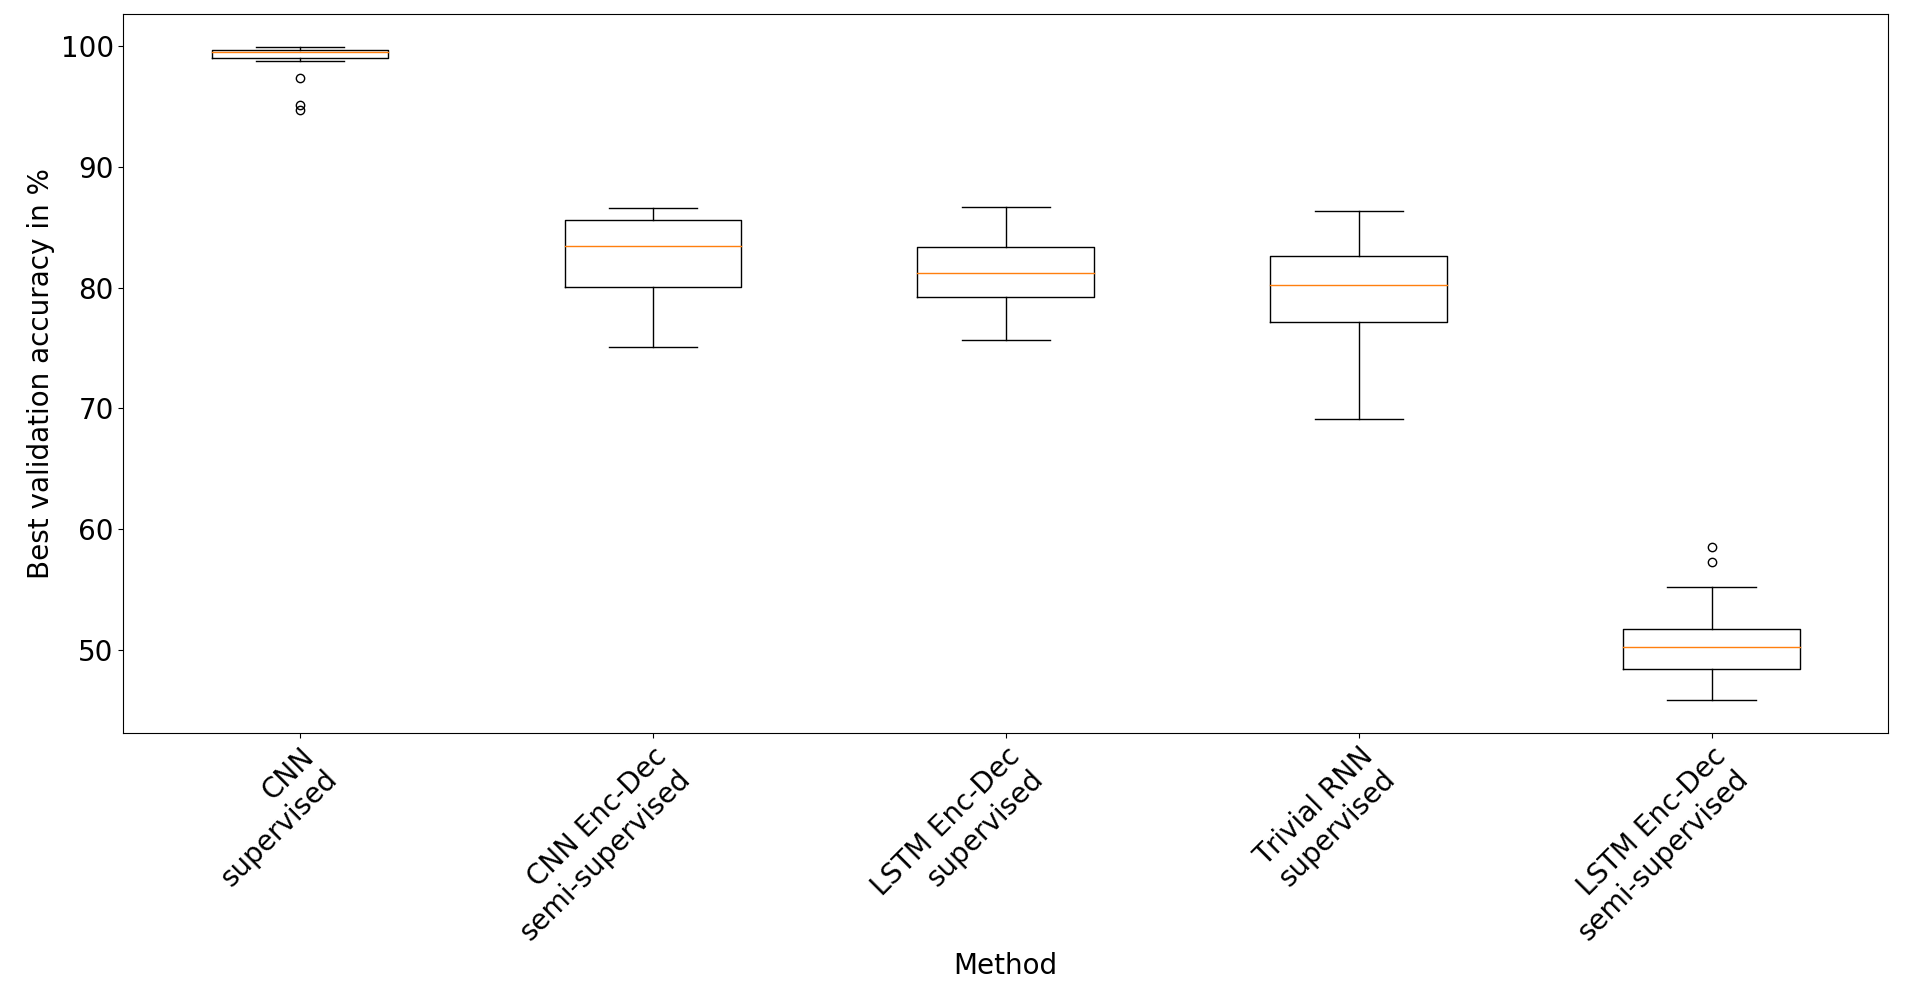 100
90
80
70
60
50
Best validation accuracy in %
CNN
supervised
CNN Enc-Dec
semi-supervised
LSTM Enc-Dec
supervised
Trivial RNN
supervised
LSTM Enc-Dec
semi-supervised
Method